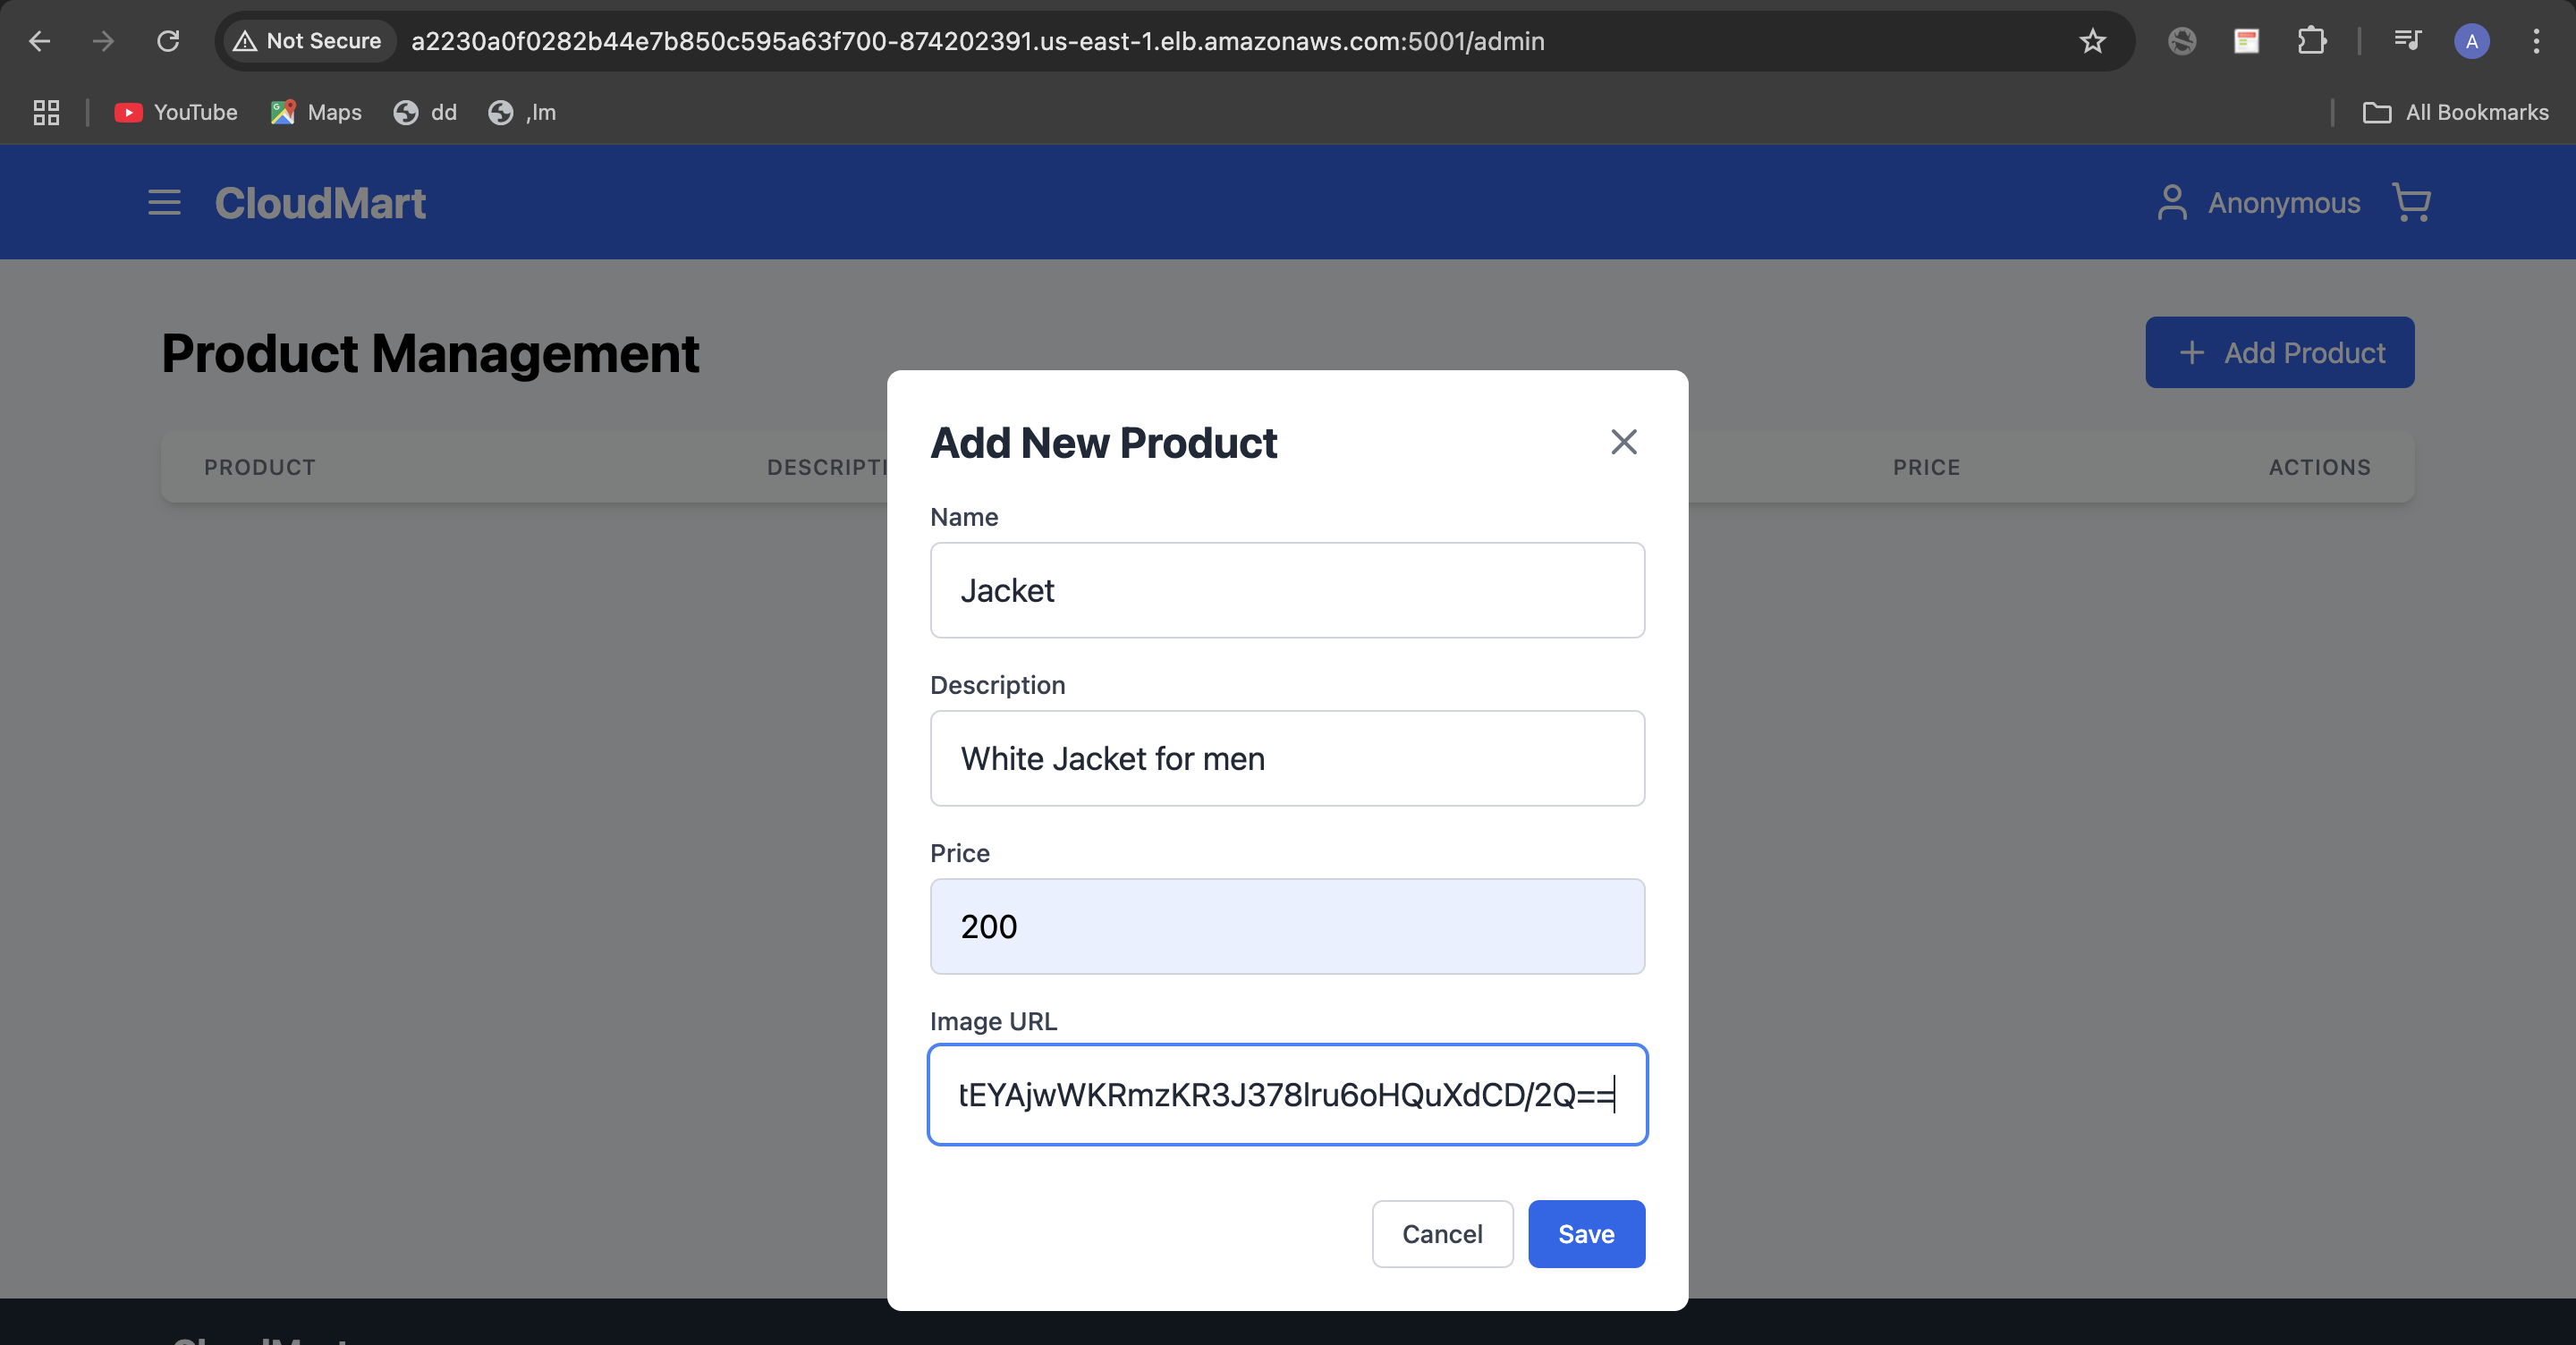 Not Secure a2230a0f0282b44e7b850c595a63f700-874202391.us-east-1.elb.amazonaws.com:5001/admin A
YouTube Maps dd ,lm All Bookmarks
CloudMart Anonymous
Product Management + Add Product
Add New Product
PRODUCT DESCRIPTI PRICE ACTIONS
Name
Jacket
Description
White Jacket for men
Price
200
Image URL
tEYAjwWKRmzKR3J378lru6oHQuXdCD/2Q==
Cancel Save
CloudMart